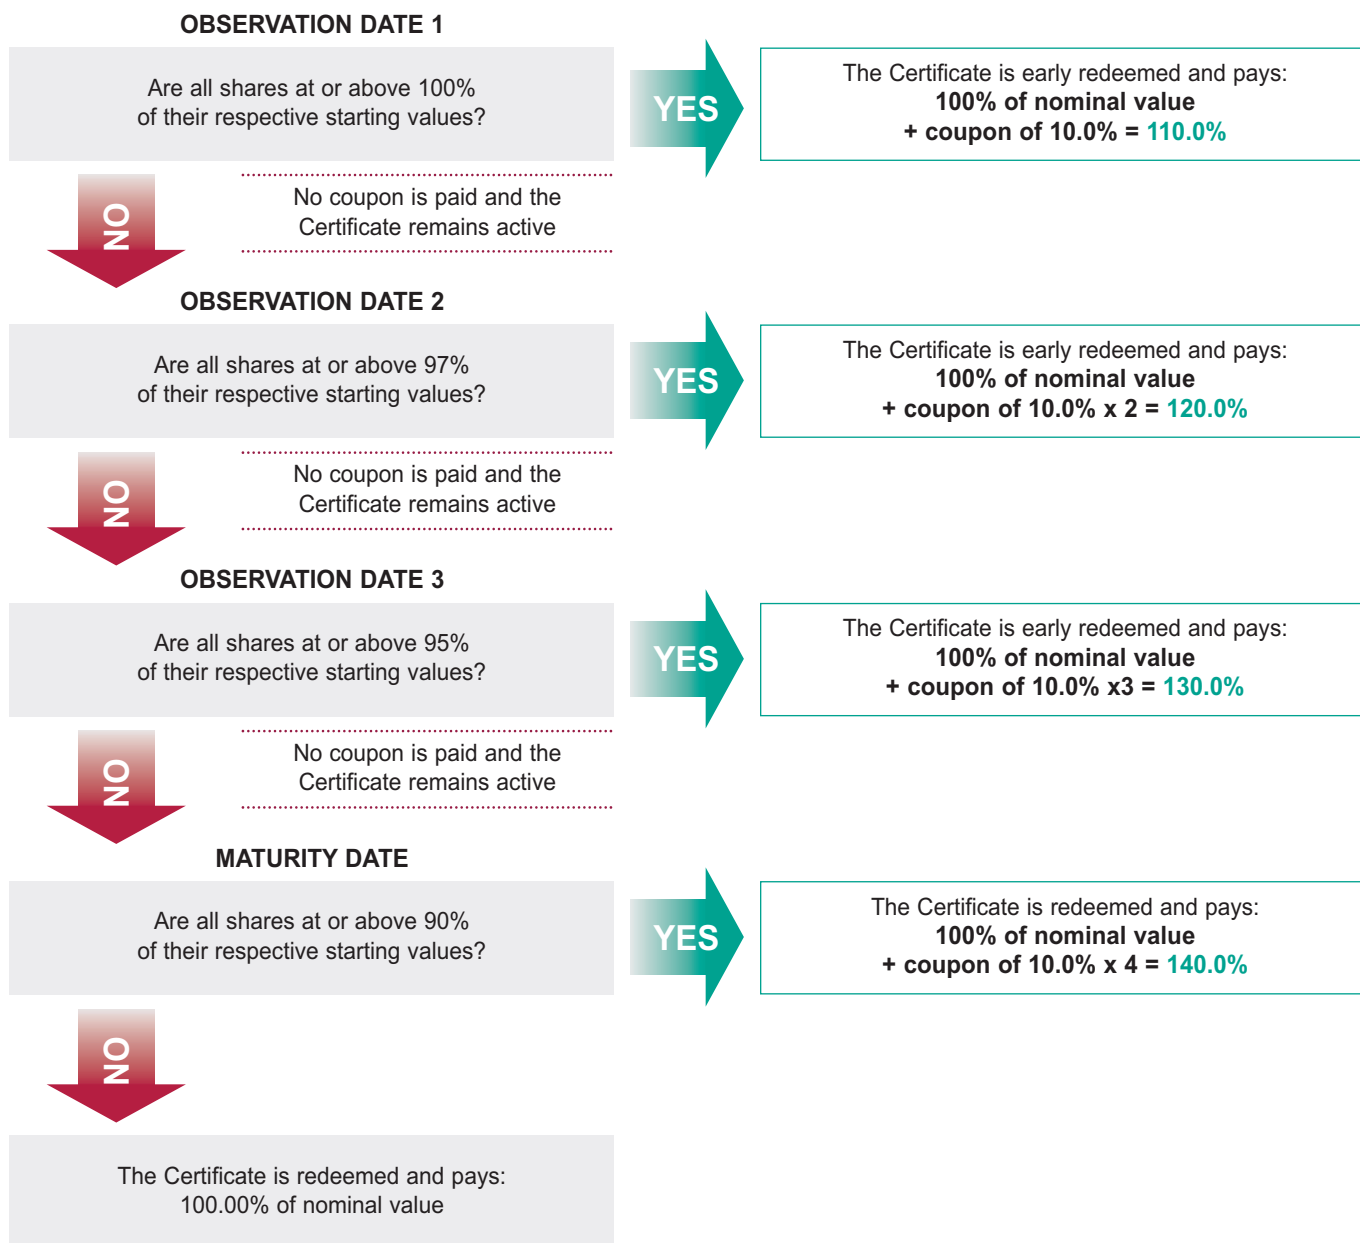 OBSERVATION DATE 1
Are all shares at or above 100%
of their respective starting values?
YES
The Certificate is early redeemed and pays:
100% of nominal value
+ coupon of 10.0% = 110.0%
NO
No coupon is paid and the
Certificate remains active
OBSERVATION DATE 2
Are all shares at or above 97%
of their respective starting values?
YES
The Certificate is early redeemed and pays:
100% of nominal value
+ coupon of 10.0% x 2 = 120.0%
NO
No coupon is paid and the
Certificate remains active
OBSERVATION DATE 3
Are all shares at or above 95%
of their respective starting values?
YES
The Certificate is early redeemed and pays:
100% of nominal value
+ coupon of 10.0% x3 = 130.0%
NO
No coupon is paid and the
Certificate remains active
MATURITY DATE
Are all shares at or above 90%
of their respective starting values?
YES
The Certificate is redeemed and pays:
100% of nominal value
+ coupon of 10.0% x 4 = 140.0%
NO
The Certificate is redeemed and pays:
100.00% of nominal value